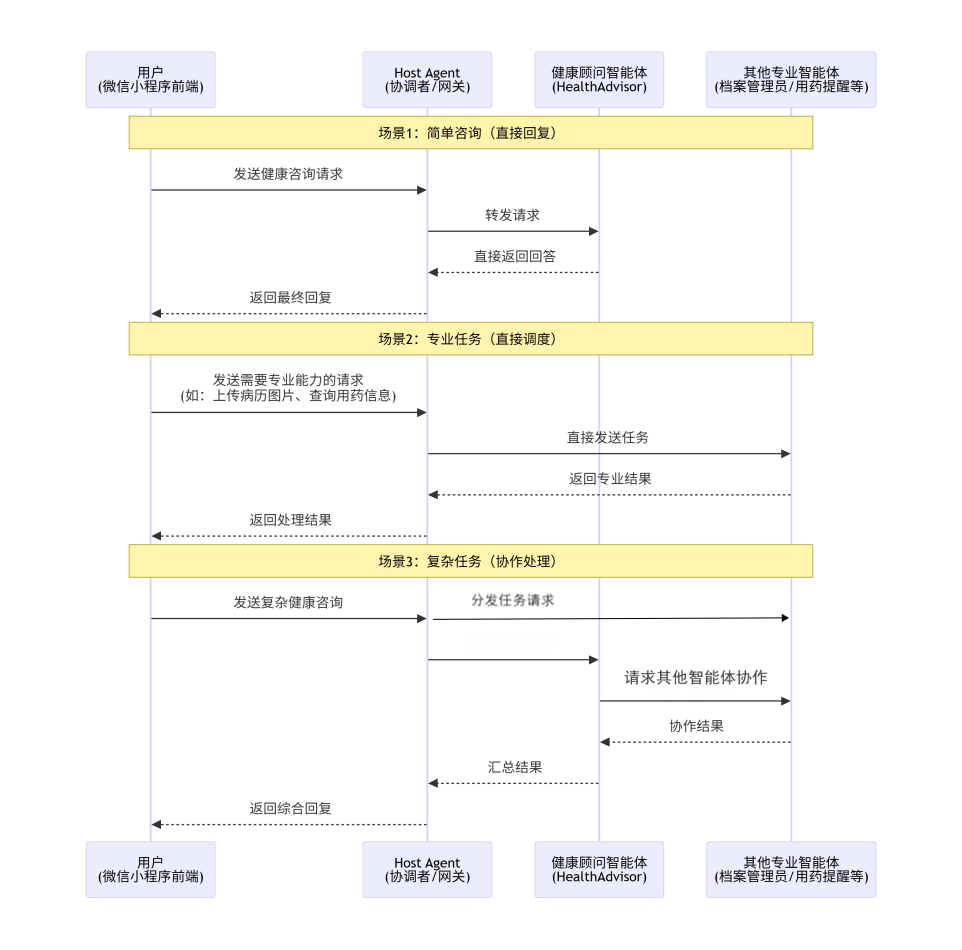 用户
(微信小程序前端)
Host Agent
(协调者/网关)
健康顾问智能体
(HealthAdvisor)
其他专业智能体
(档案管理员/用药提醒等)
场景1：简单咨询（直接回复）
发送健康咨询请求
转发请求
直接返回回答
返回最终回复
场景2：专业任务（直接调度）
发送需要专业能力的请求
(如：上传病历图片、查询用药信息)
直接发送任务
返回专业结果
返回处理结果
场景3：复杂任务（协作处理）
发送复杂健康咨询
分发任务请求
请求其他智能体协作
协作结果
汇总结果
返回综合回复
用户
(微信小程序前端)
Host Agent
(协调者/网关)
健康顾问智能体
(HealthAdvisor)
其他专业智能体
(档案管理员/用药提醒等)